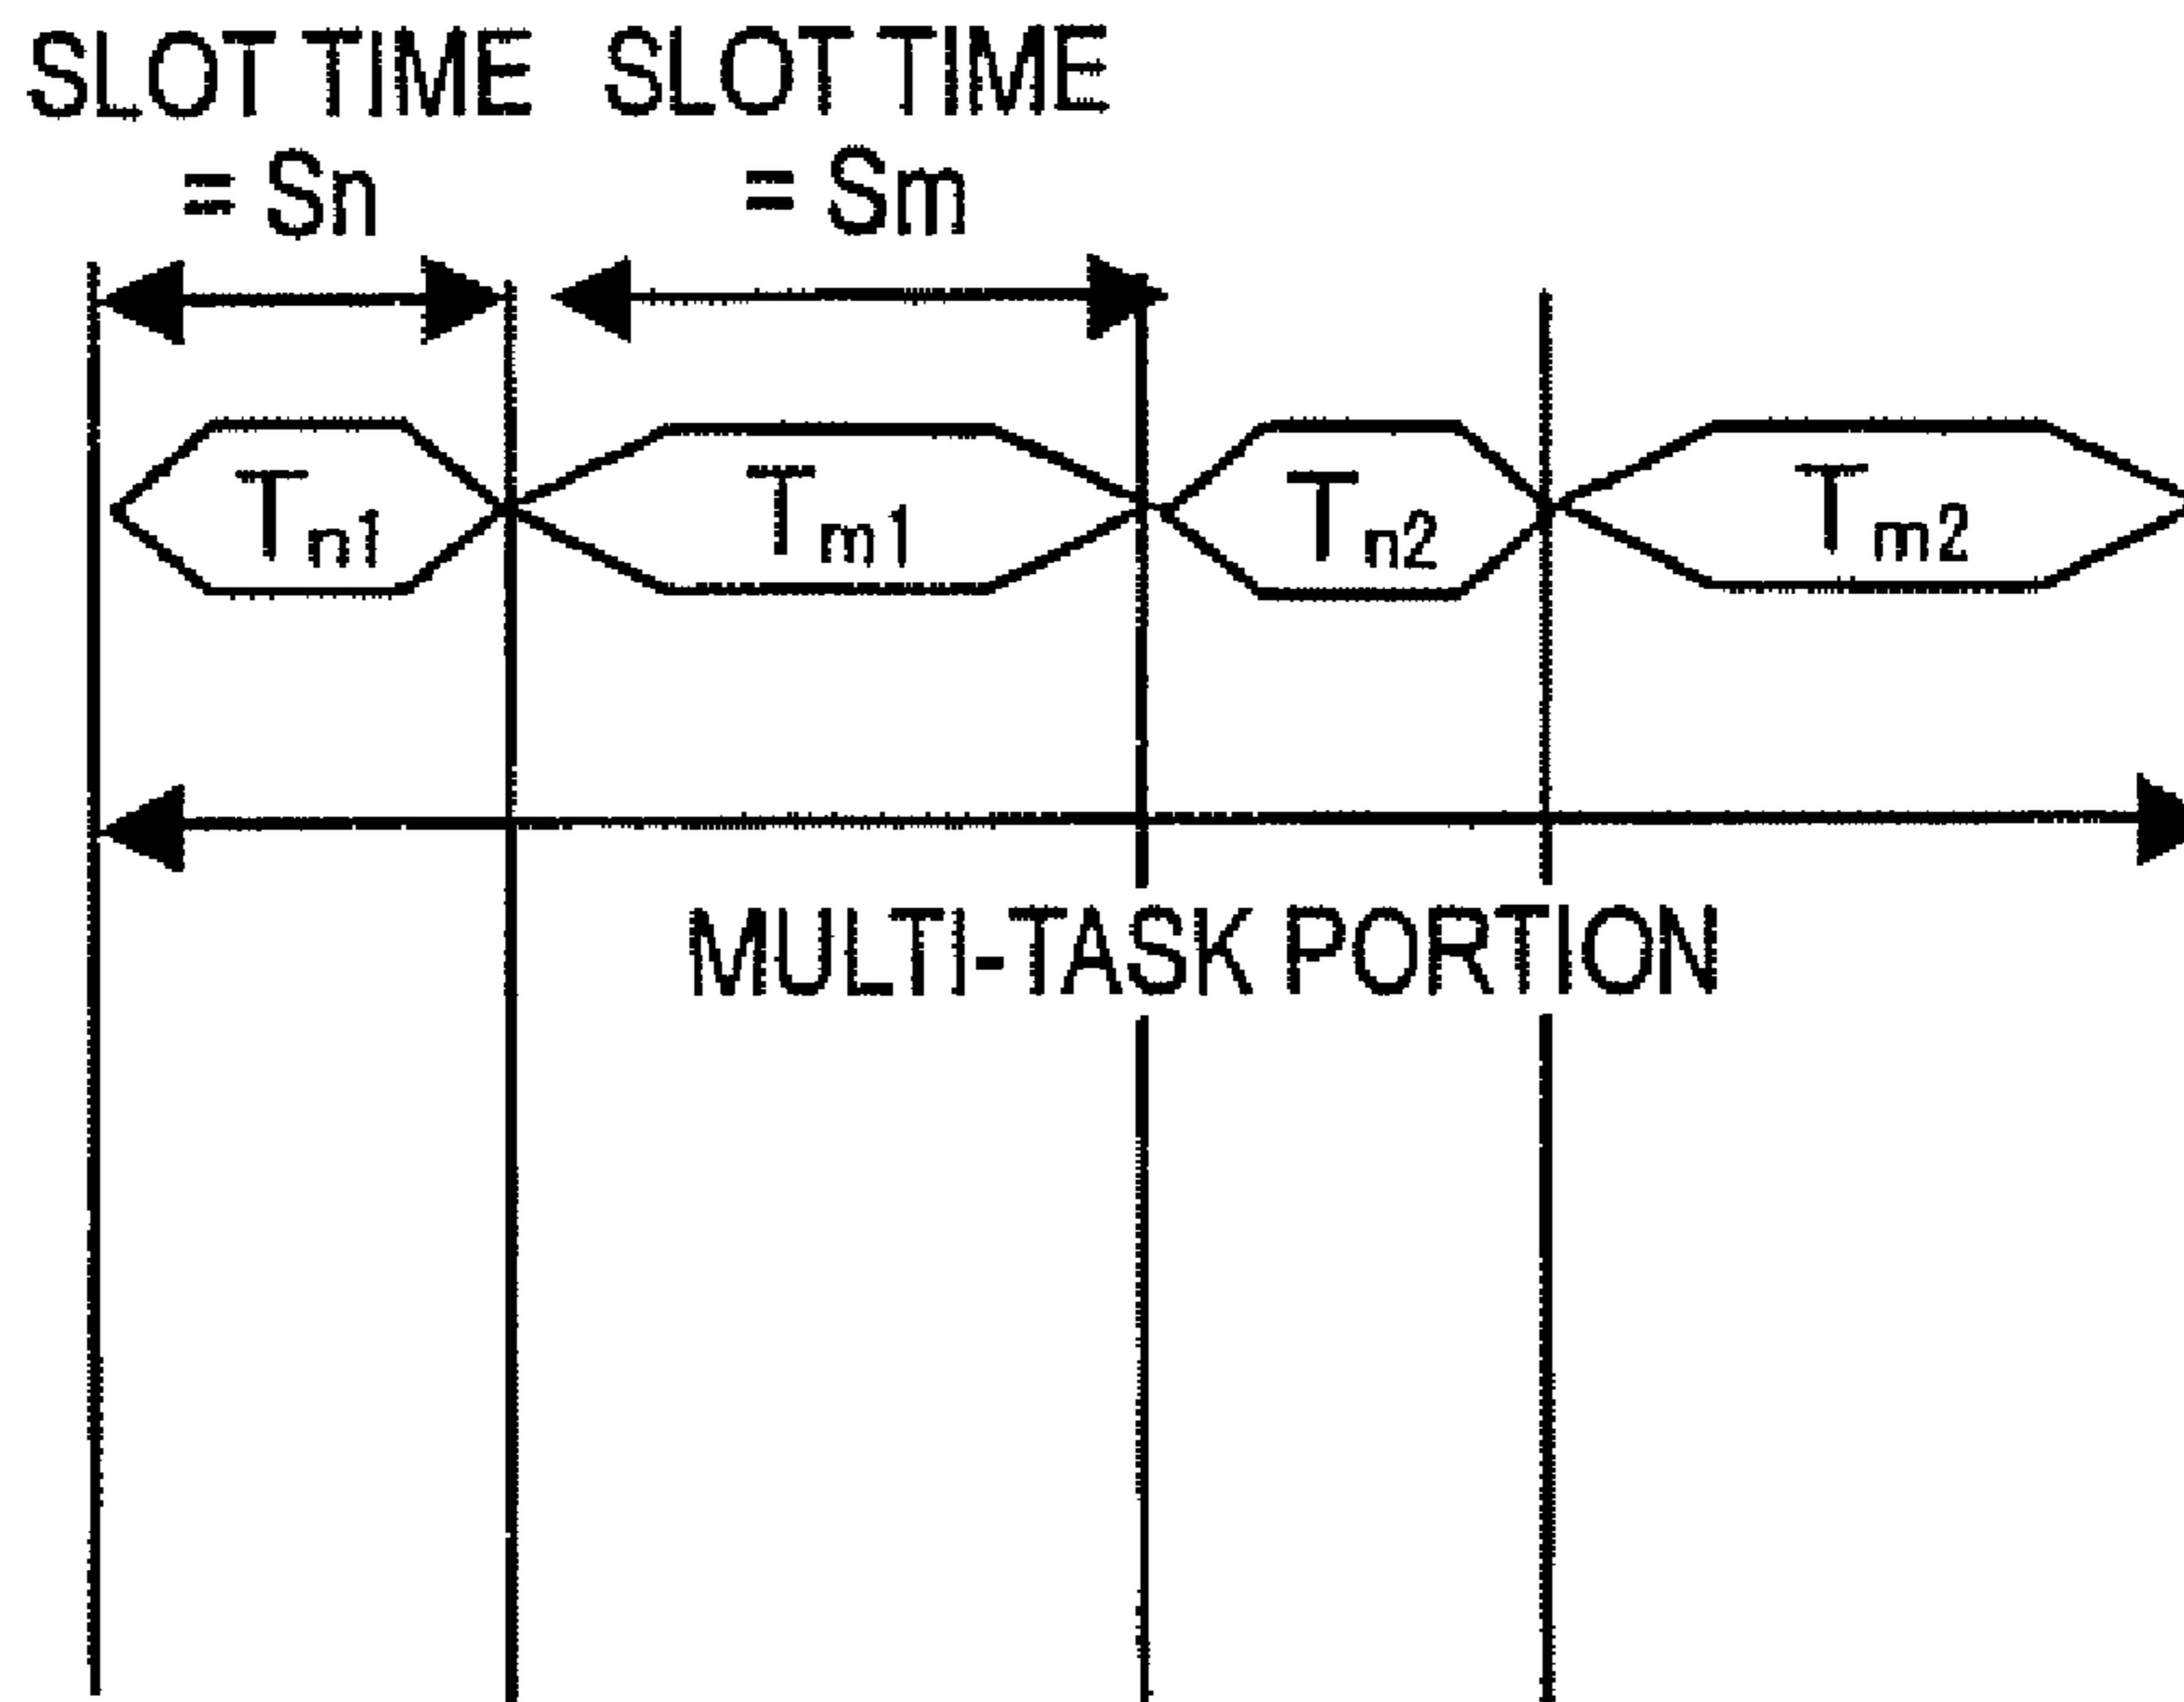 SLOT TIME SLOT TIME
= Sn = Sm
Tn1 Tm1 Tn2 Tm2
MULTI-TASK PORTION